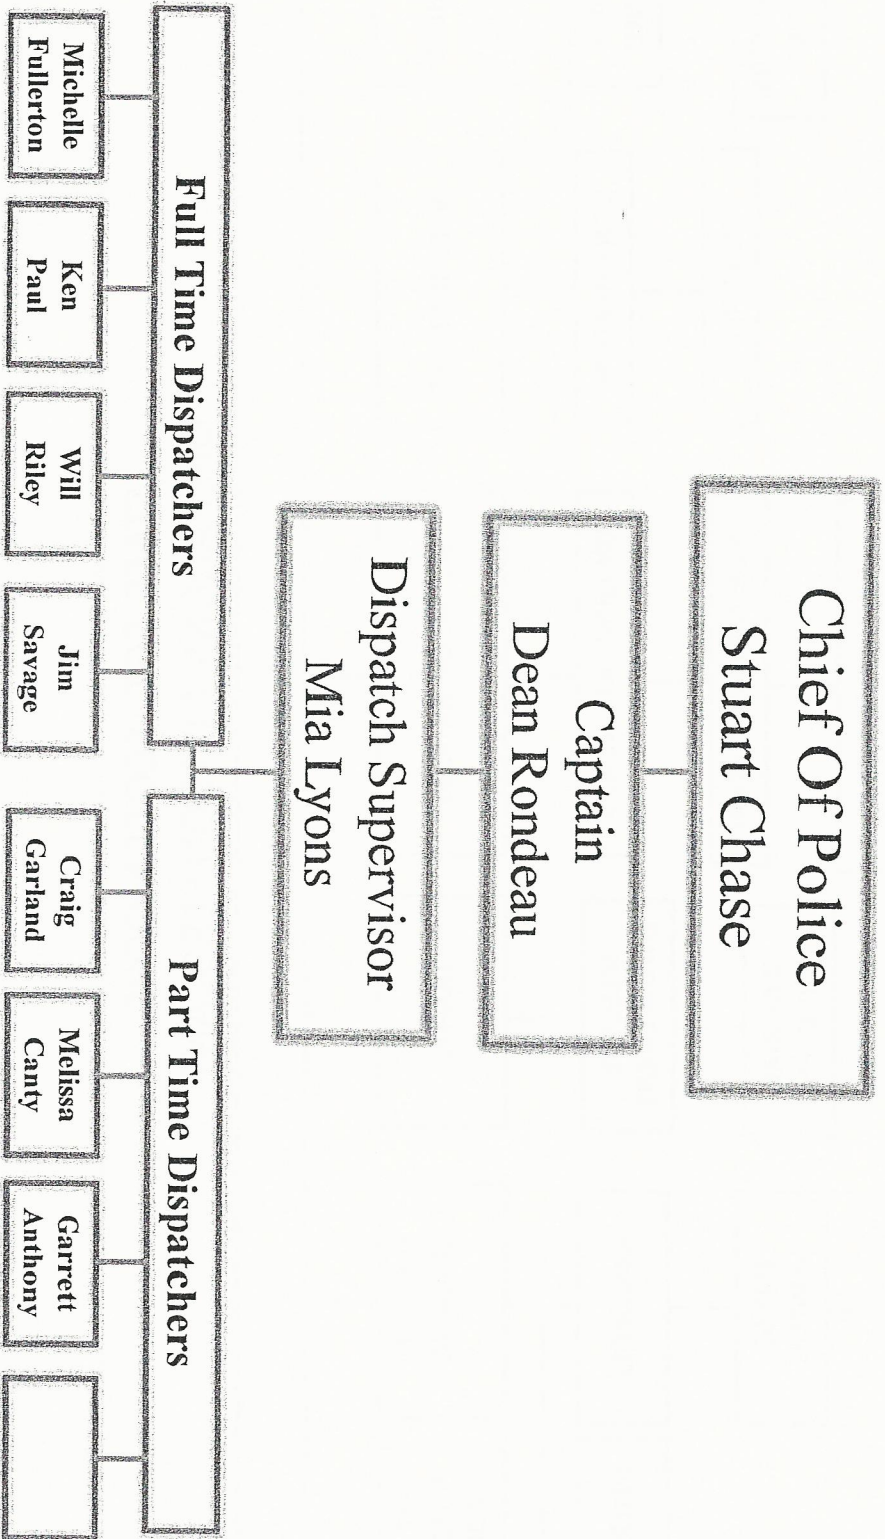 Chief Of Police
Stuart Chase
Captain
Dean Rondeau
Dispatch Supervisor
Mia Lyons
Full Time Dispatchers
Part Time Dispatchers
Michelle
Fullerton
Ken
Paul
Will
Riley
Jim
Savage
Craig
Garland
Melissa
Canty
Garrett
Anthony